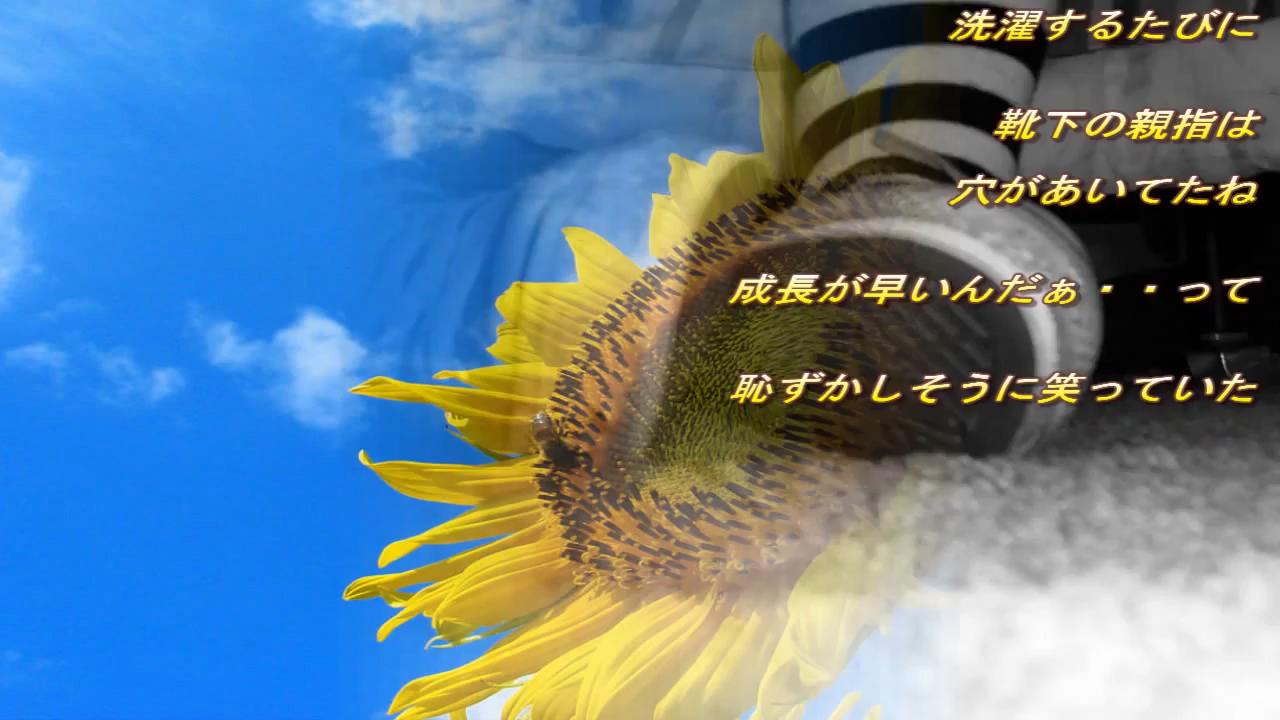 洗濯するたびに
靴下の親指は
穴があいてたね
成長が早いんだぁ・・って
恥ずかしそうに笑っていた